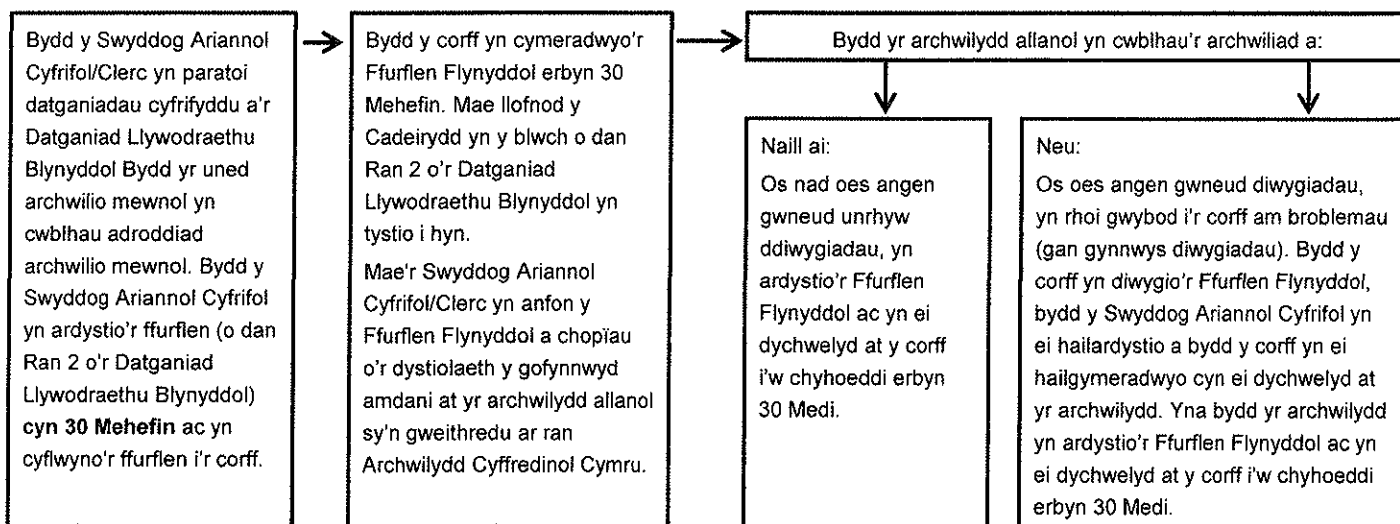 Bydd y Swyddog Ariannol
Cyfrifol/Clerc yn paratoi
datganiadau cyfrifyddu a'r
Datganiad Llywodraethu
Blynyddol Bydd yr uned
archwilio mewnol yn
cwblhau adroddiad
archwilio mewnol. Bydd y
Swyddog Ariannol Cyfrifol
yn ardystio'r ffurflen (o dan
Ran 2 o'r Datganiad
Llywodraethu Blynyddol)
cyn 30 Mehefin ac yn
cyflwyno'r ffurflen i'r corff.
Bydd y corff yn cymeradwyo'r
Ffurflen Flynyddol erbyn 30
Mehefin. Mae llofnod y
Cadeirydd yn y blwch o dan
Ran 2 o'r Datganiad
Llywodraethu Blynyddol yn
tystio i hyn.
Mae'r Swyddog Ariannol
Cyfrifol/Clerc yn anfon y
Ffurflen Flynyddol a chopïau
o'r dystiolaeth y gofynnwyd
amdani at yr archwilydd allanol
sy'n gweithredu ar ran
Archwilydd Cyffredinol Cymru.
Bydd yr archwilydd allanol yn cwblhau'r archwiliad a:
Naill ai:
Os nad oes angen
gwneud unrhyw
ddiwygiadau, yn
ardystio'r Ffurflen
Flynyddol ac yn ei
dychwelyd at y corff
i'w chyhoeddi erbyn
30 Medi.
Neu:
Os oes angen gwneud diwygiadau,
yn rhoi gwybod i'r corff am broblemau
(gan gynnwys diwygiadau). Bydd y
corff yn diwygio'r Ffurflen Flynyddol,
bydd y Swyddog Ariannol Cyfrifol yn
ei hailardystio a bydd y corff yn ei
hailgymeradwyo cyn ei dychwelyd at
yr archwilydd. Yna bydd yr archwilydd
yn ardystio'r Ffurflen Flynyddol ac yn
ei dychwelyd at y corff i'w chyhoeddi
erbyn 30 Medi.